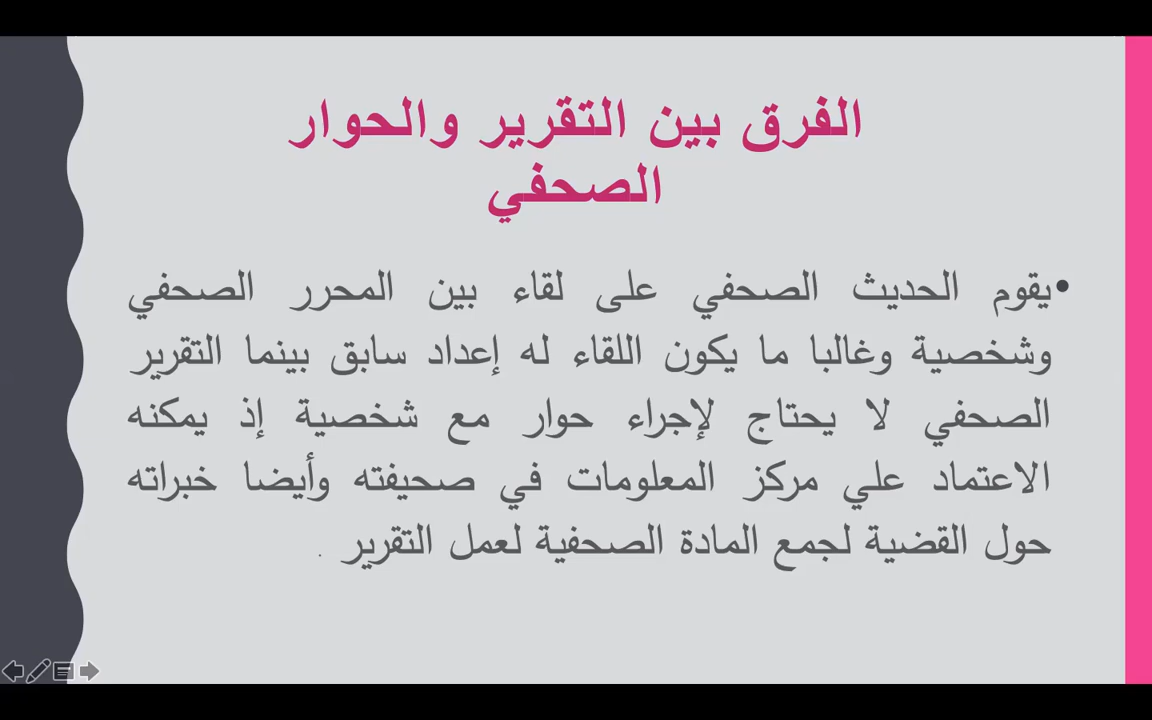 الفرق بين التقرير والحوار
الصحفي
•يقوم الحديث الصحفي على لقاء بين المحرر الصحفي
وشخصية وغالبا ما يكون اللقاء له إعداد سابق بينما التقرير
الصحفي لا يحتاج لإجراء حوار مع شخصية إذ يمكنه
الاعتماد علي مركز المعلومات في صحيفته وأيضا خبراته
حول القضية لجمع المادة الصحفية لعمل التقرير .